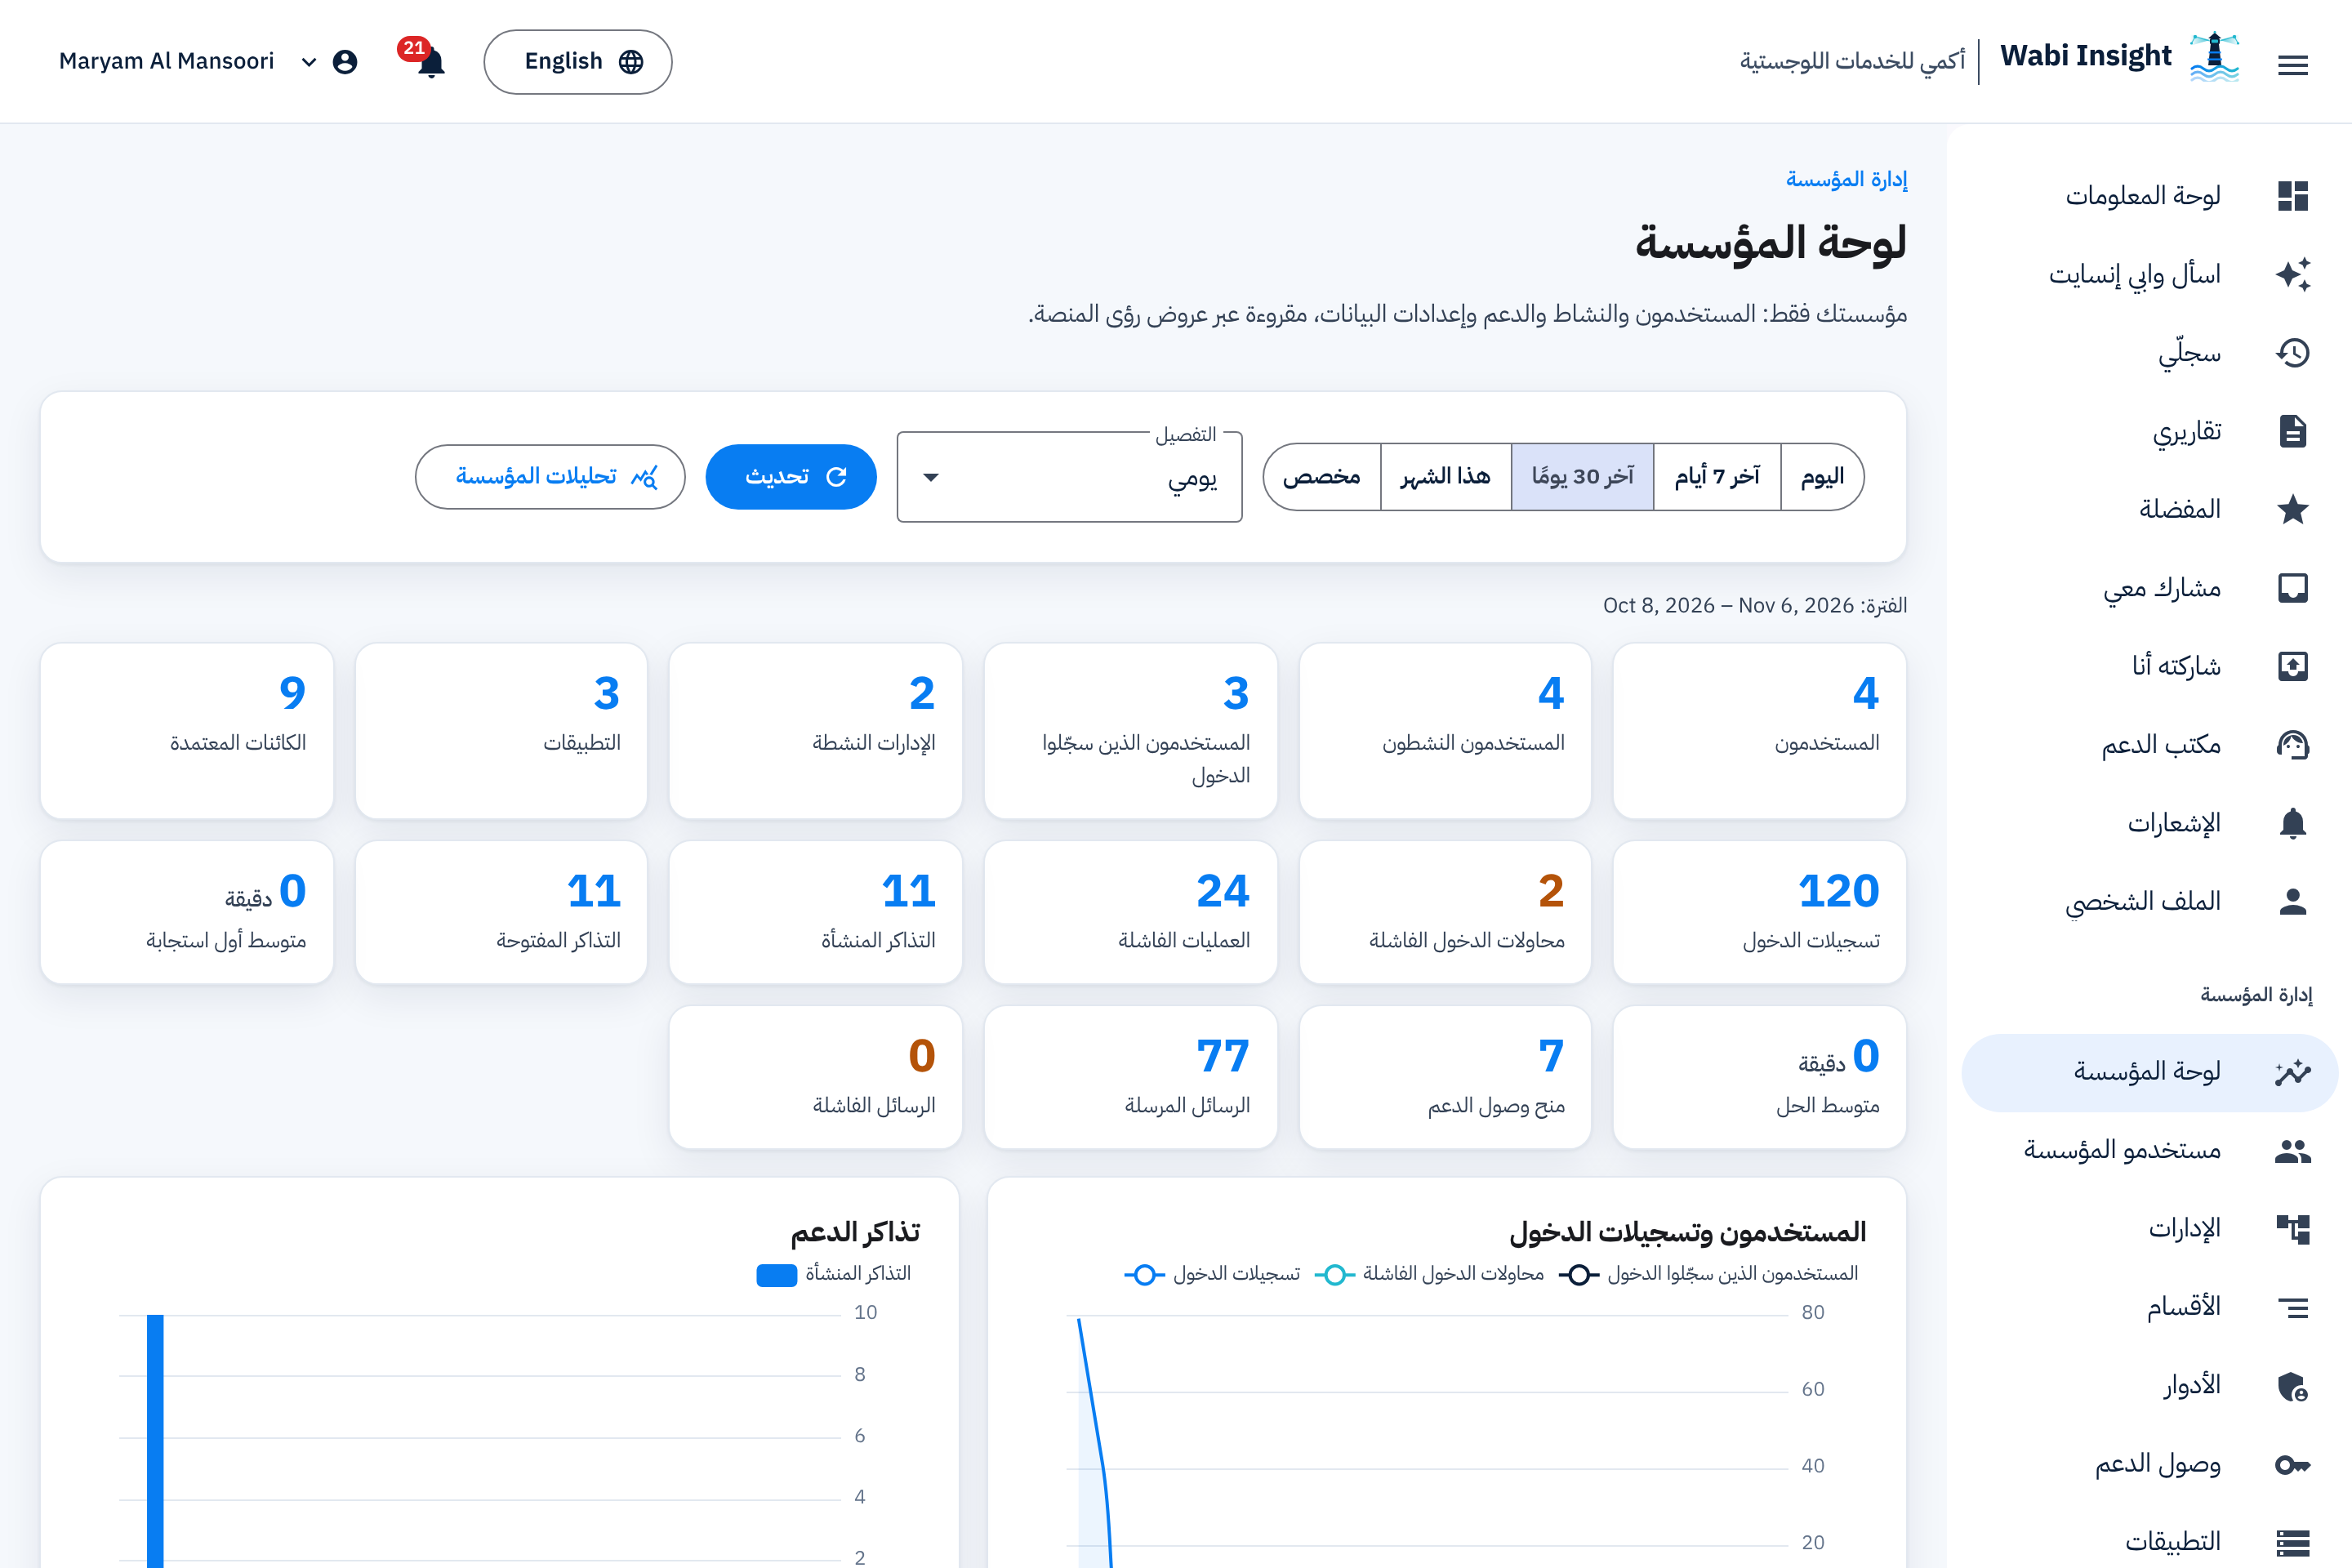 Wabi Insight
أكمي للخدمات اللوجستية
English
21
Maryam Al Mansoori
لوحة المعلومات
اسأل وابي إنسايت
سجلّي
تقاريري
المفضلة
مشارك معي
شاركته أنا
مكتب الدعم
الإشعارات
الملف الشخصي
إدارة المؤسسة
لوحة المؤسسة
مستخدمو المؤسسة
الإدارات
الأقسام
الأدوار
وصول الدعم
التطبيقات
إدارة المؤسسة
لوحة المؤسسة
مؤسستك فقط: المستخدمون والنشاط والدعم وإعدادات البيانات، مقروءة عبر عروض رؤى المنصة.
اليوم
آخر 7 أيام
آخر 30 يومًا
هذا الشهر
مخصص
التفصيل
يومي
تحديث
تحليلات المؤسسة
الفترة: Oct 8, 2026 – Nov 6, 2026
4
المستخدمون
4
المستخدمون النشطون
3
المستخدمون الذين سجّلوا
الدخول
2
الإدارات النشطة
3
التطبيقات
9
الكائنات المعتمدة
120
تسجيلات الدخول
2
محاولات الدخول الفاشلة
24
العمليات الفاشلة
11
التذاكر المنشأة
11
التذاكر المفتوحة
0 دقيقة
متوسط أول استجابة
0 دقيقة
متوسط الحل
7
منح وصول الدعم
77
الرسائل المرسلة
0
الرسائل الفاشلة
المستخدمون وتسجيلات الدخول
المستخدمون الذين سجّلوا الدخول
محاولات الدخول الفاشلة
تسجيلات الدخول
80
60
40
20
تذاكر الدعم
التذاكر المنشأة
10
8
6
4
2